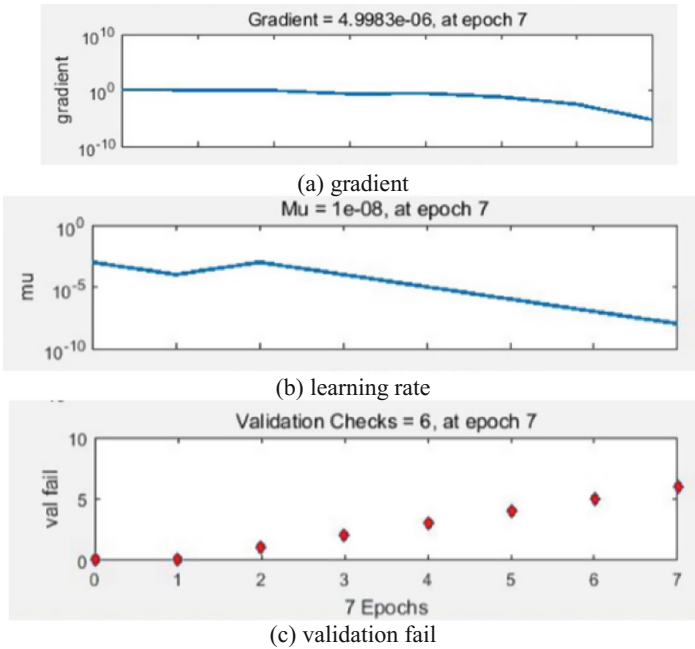 Gradient = 4.9983e-06, at epoch 7
10^10
10^0
10^-10
gradient
(a) gradient
Mu = 1e-08, at epoch 7
10^0
10^-5
10^-10
mu
(b) learning rate
Validation Checks = 6, at epoch 7
10
5
0
val fail
0 1 2 3 4 5 6 7
7 Epochs
(c) validation fail